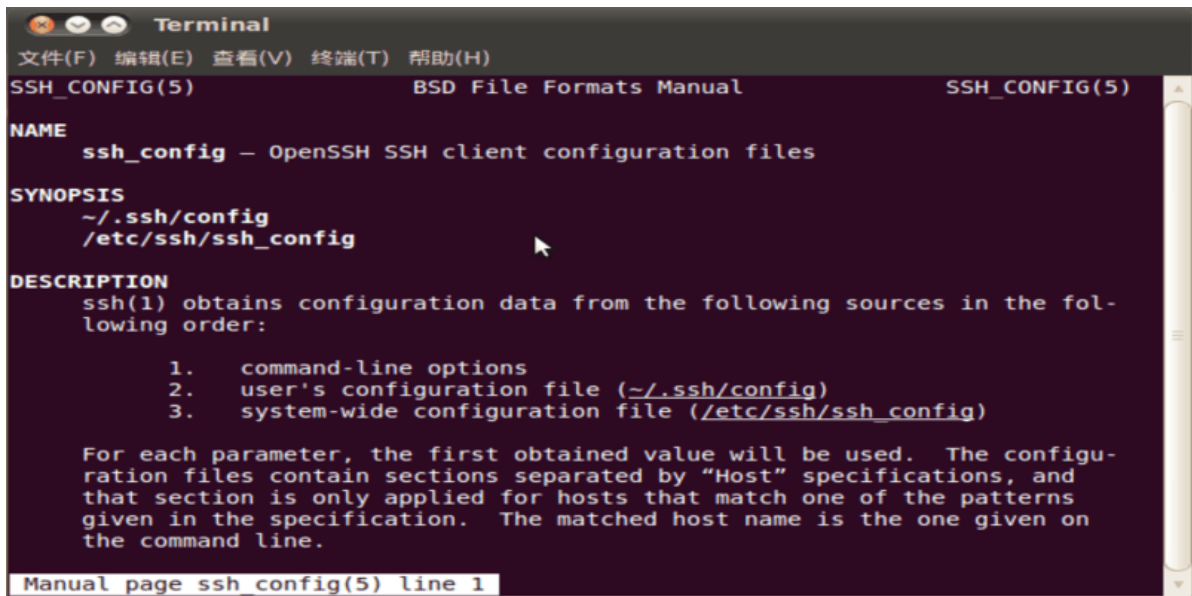 Terminal
文件(F) 编辑(E) 查看(V) 终端(T) 帮助(H)
SSH_CONFIG(5) BSD File Formats Manual SSH_CONFIG(5)
NAME
ssh_config — OpenSSH SSH client configuration files
SYNOPSIS
~/.ssh/config
/etc/ssh/ssh_config
DESCRIPTION
ssh(1) obtains configuration data from the following sources in the fol-
lowing order:
1. command-line options
2. user's configuration file (~/.ssh/config)
3. system-wide configuration file (/etc/ssh/ssh_config)
For each parameter, the first obtained value will be used. The configu-
ration files contain sections separated by “Host” specifications, and
that section is only applied for hosts that match one of the patterns
given in the specification. The matched host name is the one given on
the command line.
Manual page ssh_config(5) line 1